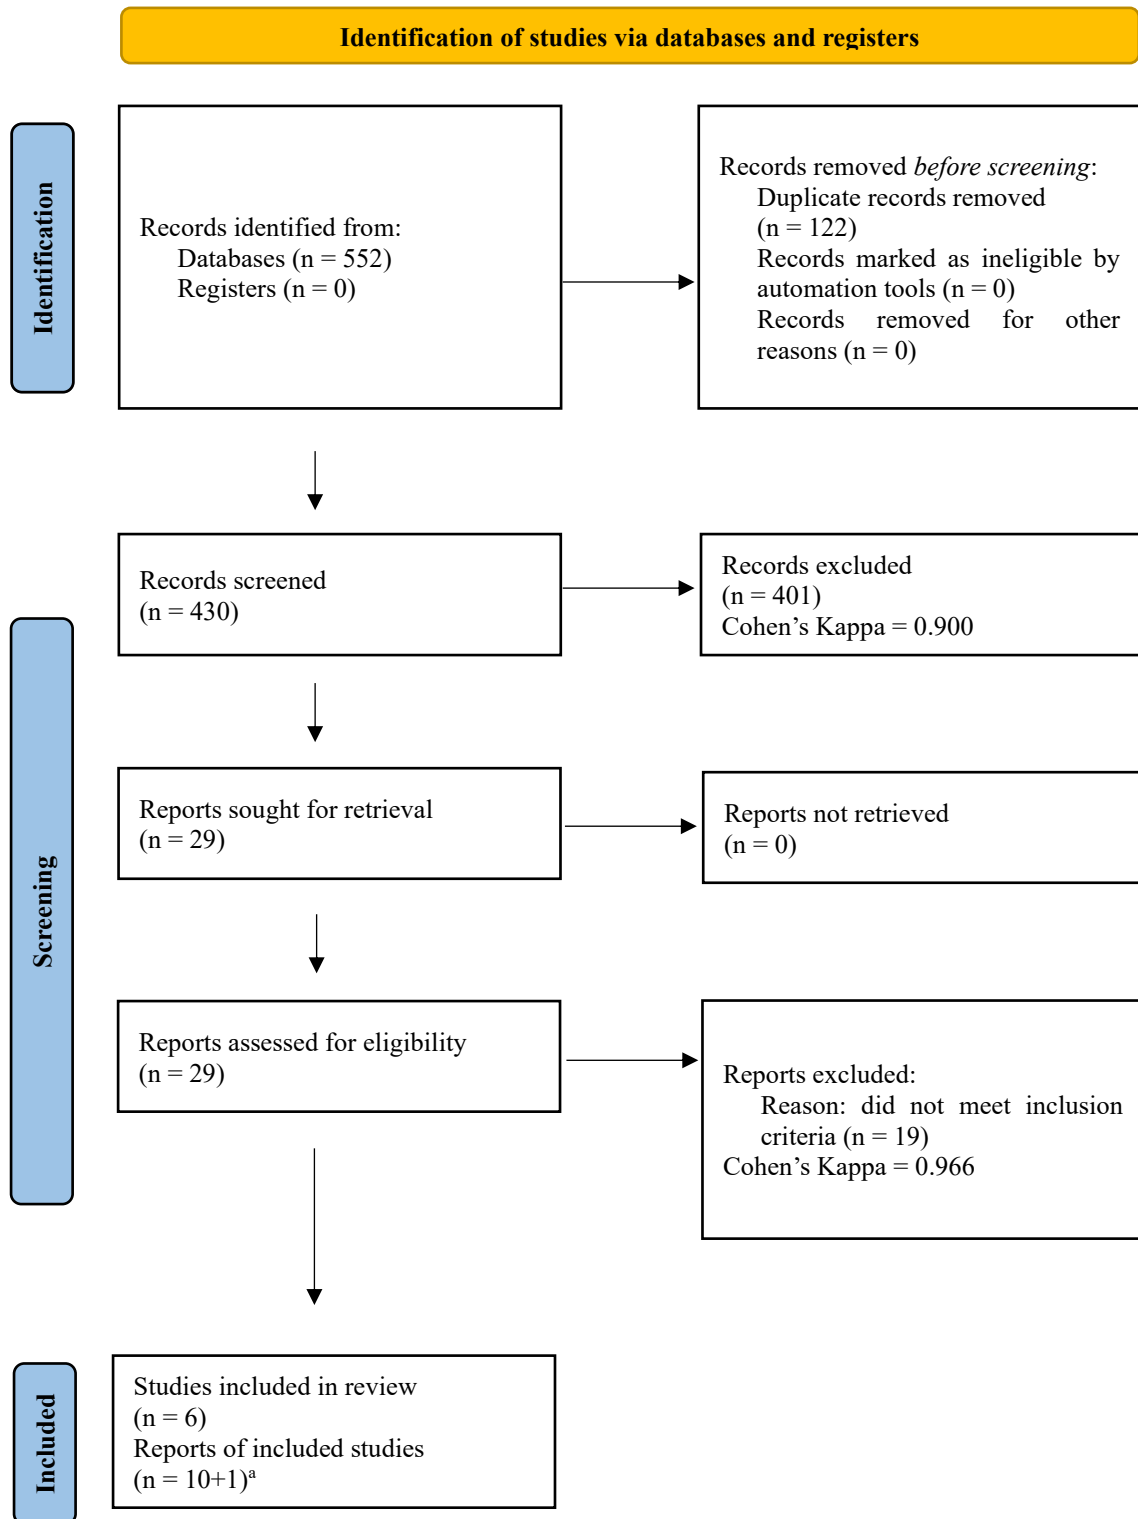 Identification of studies via databases and registers
Identification
Records identified from:
Databases (n = 552)
Registers (n = 0)
Records removed before screening:
Duplicate records removed
(n = 122)
Records marked as ineligible by
automation tools (n = 0)
Records removed for other
reasons (n = 0)
Screening
Records screened
(n = 430)
Records excluded
(n = 401)
Cohen’s Kappa = 0.900
Reports sought for retrieval
(n = 29)
Reports not retrieved
(n = 0)
Reports assessed for eligibility
(n = 29)
Reports excluded:
Reason: did not meet inclusion
criteria (n = 19)
Cohen’s Kappa = 0.966
Included
Studies included in review
(n = 6)
Reports of included studies
(n = 10+1)ᵃ